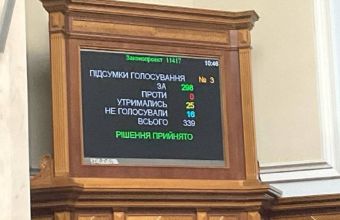 Законопроект 11417
10:46
ПІДСУМКИ ГОЛОСУВАННЯ № 3
ЗА 298
ПРОТИ 0
УТРИМАЛИСЬ 25
НЕ ГОЛОСУВАЛИ 16
ВСЬОГО 339
РІШЕННЯ ПРИЙНЯТО